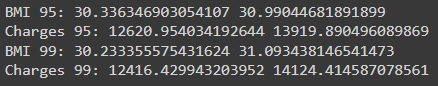 BMI 95: 30.336346903054107 30.99044681891899
Charges 95: 12620.954034192644 13919.890496089869
BMI 99: 30.233355575431624 31.093438146541473
Charges 99: 12416.429943203952 14124.414587078561